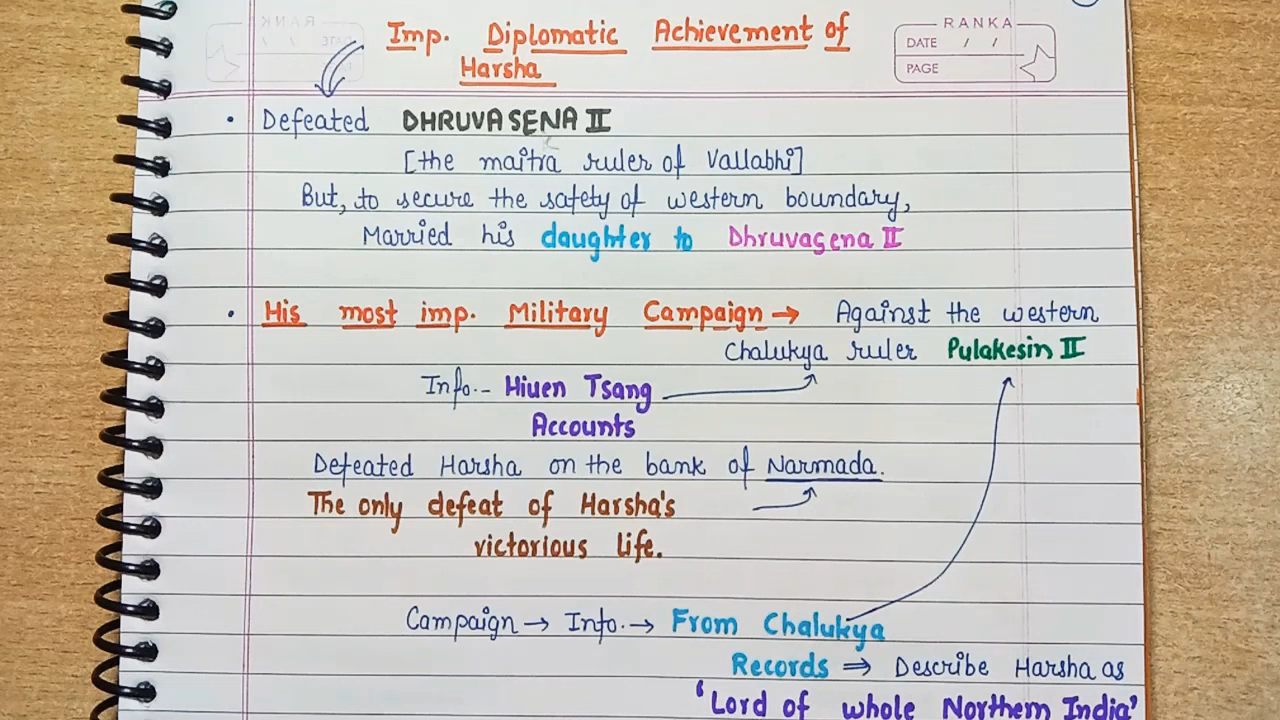 Imp. Diplomatic Achievement of
Harsha
RANKA
DATE / /
PAGE
• Defeated DHRUVASENA II
[the maitra ruler of Vallabhi]
But, to secure the safety of western boundary,
Married his daughter to Dhruvasena II
• His most imp. Military Campaign → Against the western
Chalukya ruler Pulakesin II
Info.- Hiuen Tsang
Accounts
Defeated Harsha on the bank of Narmada.
The only defeat of Harsha's
victorious life.
Campaign → Info. → From Chalukya
Records ⇒ Describe Harsha as
'Lord of whole Northern India'